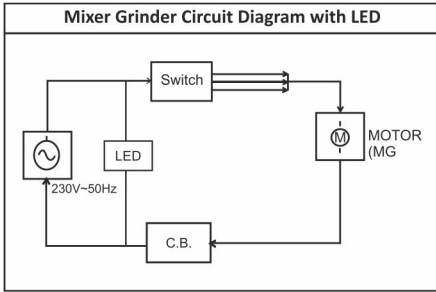 Mixer Grinder Circuit Diagram with LED
Switch
M
MOTOR
(MG
LED
230V~50Hz
C.B.